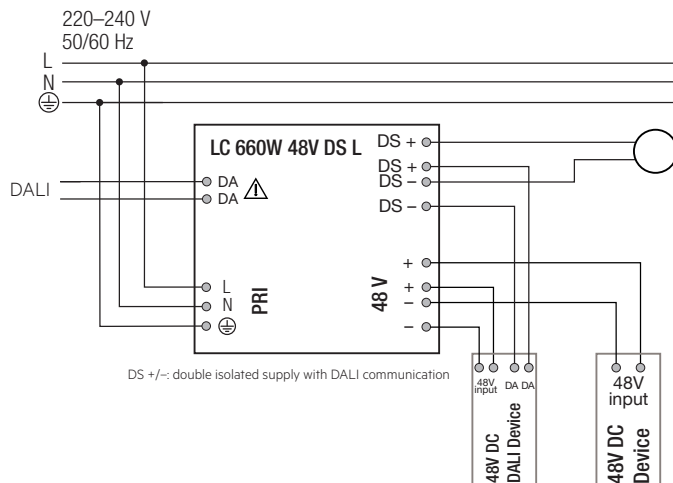 220–240 V
50/60 Hz
L
N
LC 660W 48V DS L
DS +
DS +
DS –
DS –
DALI
DA
DA
+
+
–
–
L
N
PRI
48 V
DS +/–: double isolated supply with DALI communication
48V
input
DA DA
48V
input
48V DC
DALI Device
48V DC
Device